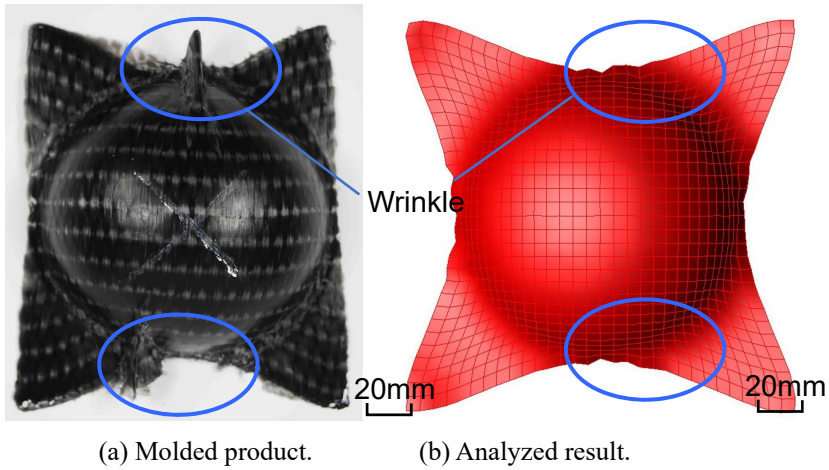 Wrinkle
20mm
20mm
(a) Molded product.
(b) Analyzed result.